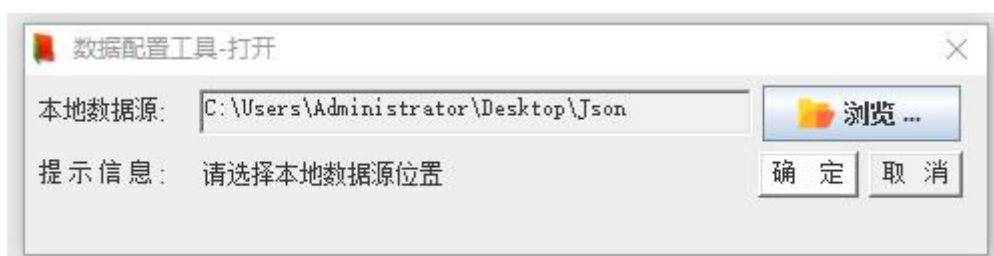 数据配置工具-打开
本地数据源: C:\Users\Administrator\Desktop\Json 浏览 ...
提示信息: 请选择本地数据源位置 确 定 取 消